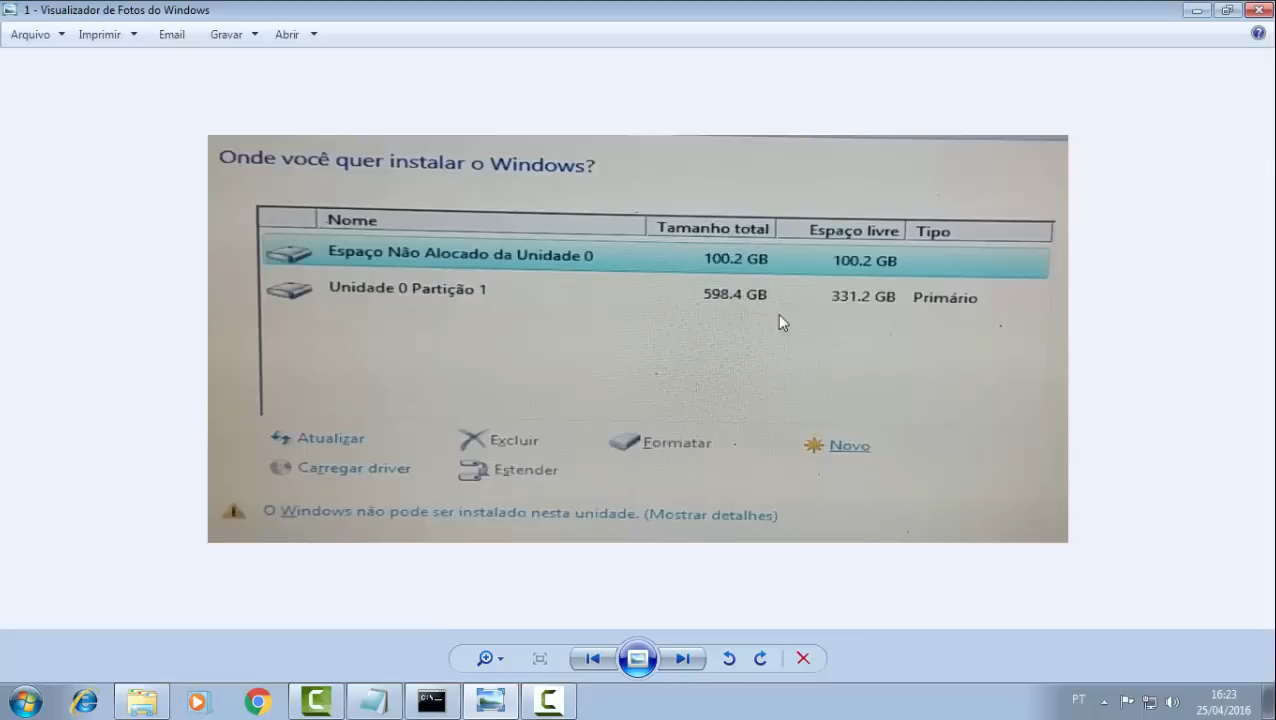 1 - Visualizador de Fotos do Windows
Arquivo Imprimir Email Gravar Abrir
Onde você quer instalar o Windows?
Nome Tamanho total Espaço livre Tipo
Espaço Não Alocado da Unidade 0 100.2 GB 100.2 GB
Unidade 0 Partição 1 598.4 GB 331.2 GB Primário
Atualizar Excluir Formatar Novo
Carregar driver Estender
O Windows não pode ser instalado nesta unidade. (Mostrar detalhes)
PT 16:23
25/04/2016